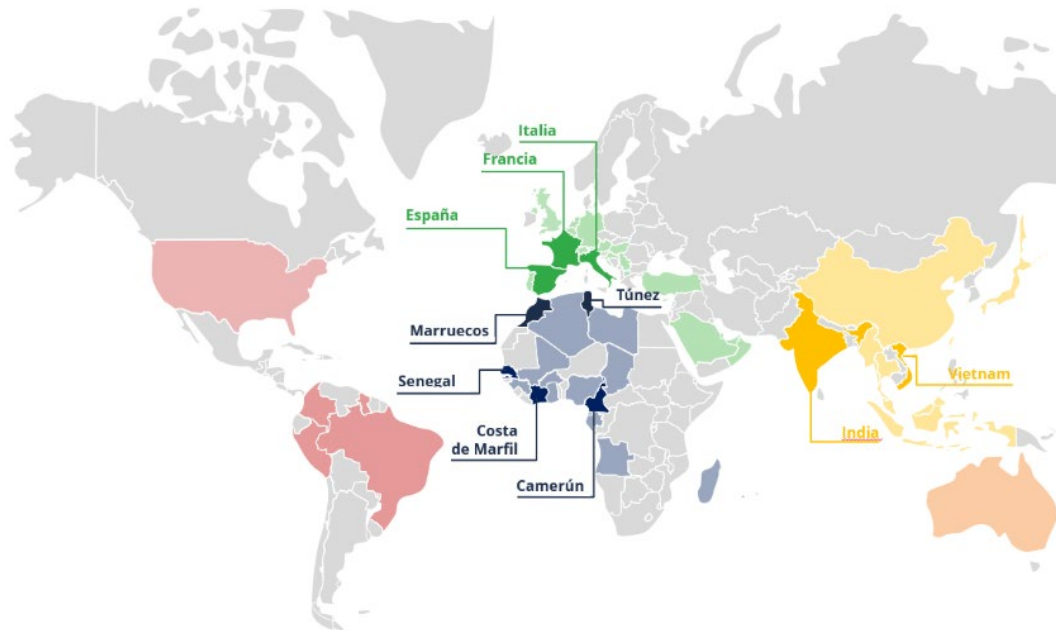 Italia
Francia
España
Túnez
Marruecos
Senegal
Vietnam
Costa
de Marfil
India
Camerún